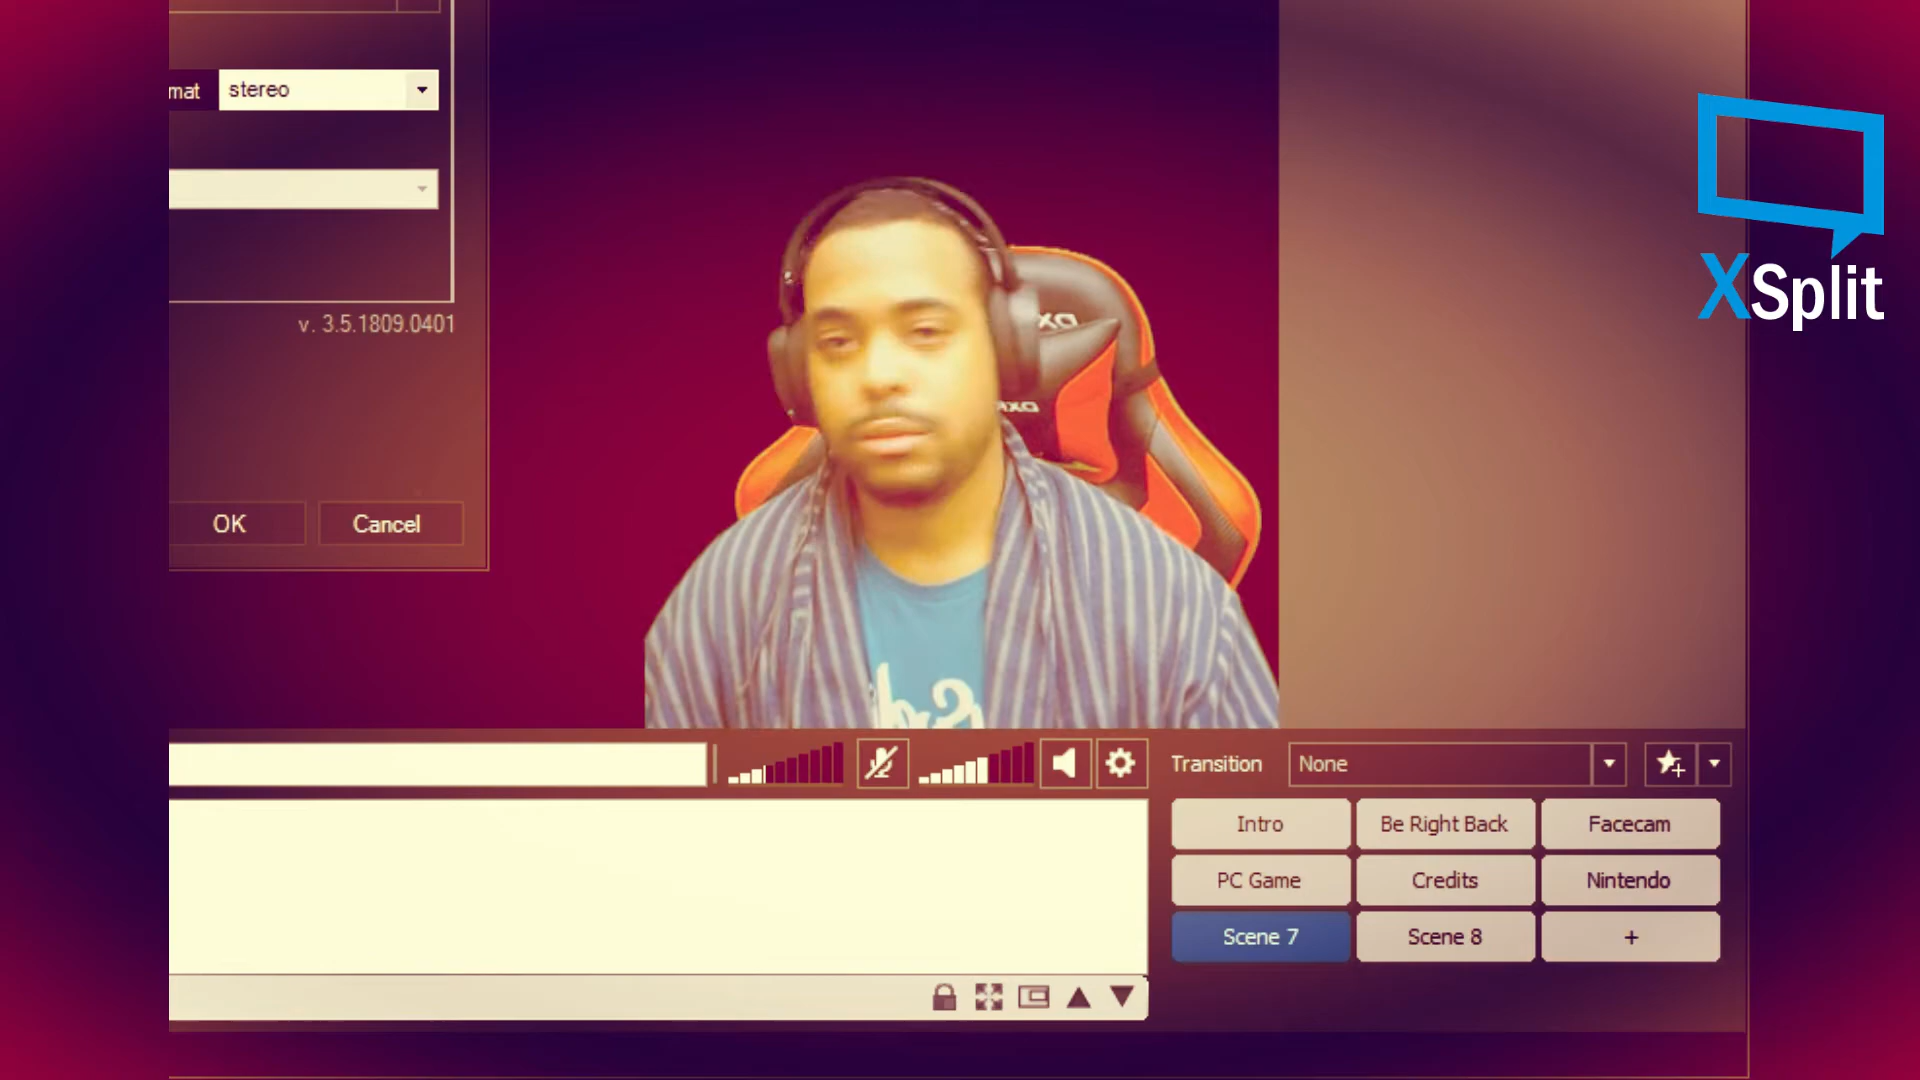 mat
stereo
v. 3.5.1809.0401
OK
Cancel
XSplit
Transition
None
Intro
Be Right Back
Facecam
PC Game
Credits
Nintendo
Scene 7
Scene 8
+